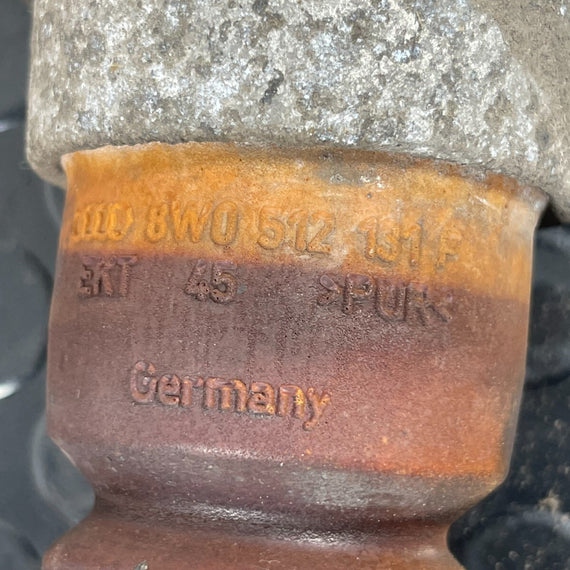 8W0 512 131 F
EKT 45 >PUR<
Germany